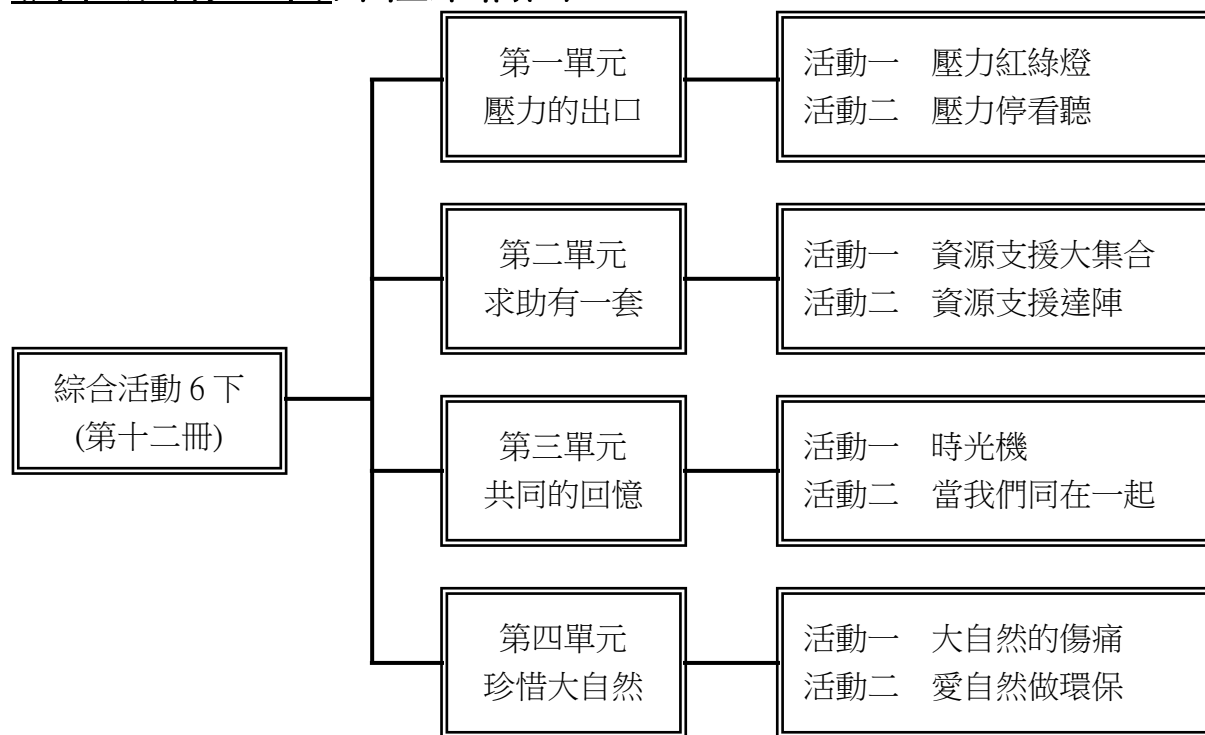 第一單元
壓力的出口
活動一　壓力紅綠燈
活動二　壓力停看聽
第二單元
求助有一套
活動一　資源支援大集合
活動二　資源支援達陣
綜合活動 6 下
(第十二冊)
第三單元
共同的回憶
活動一　時光機
活動二　當我們同在一起
第四單元
珍惜大自然
活動一　大自然的傷痛
活動二　愛自然做環保